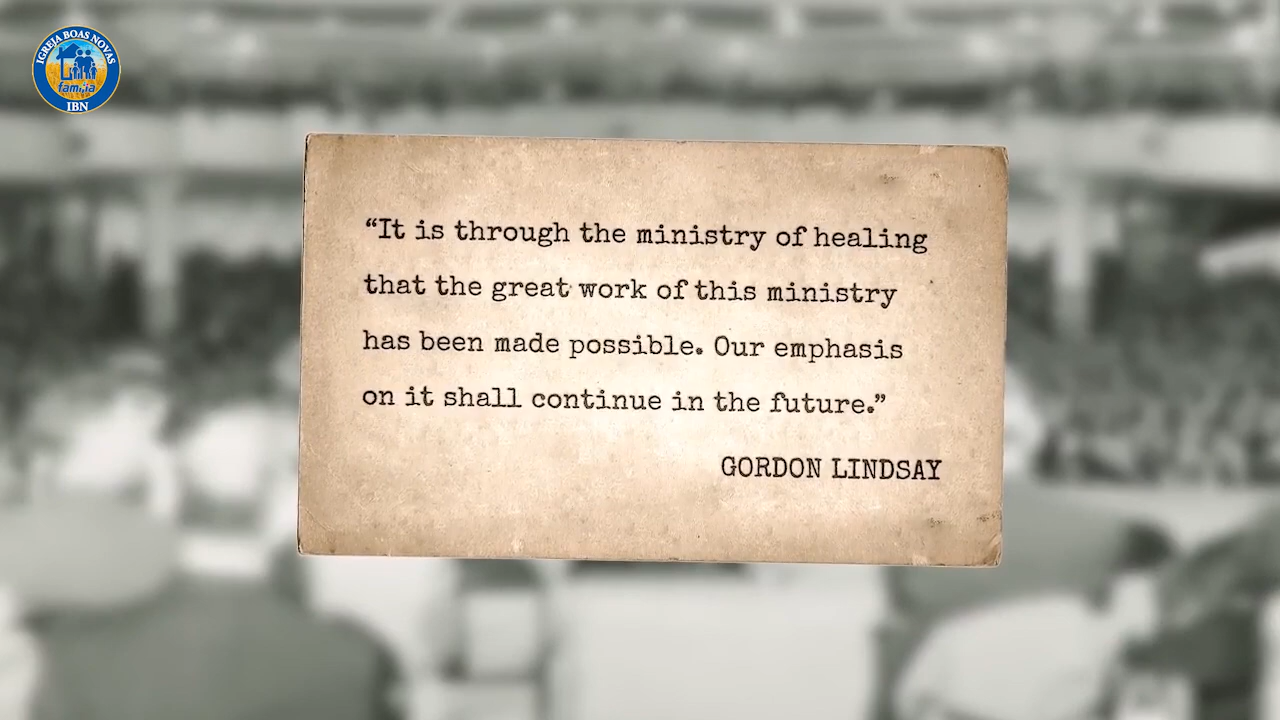 IGREJA BOAS NOVAS
família
IBN
“It is through the ministry of healing
that the great work of this ministry
has been made possible. Our emphasis
on it shall continue in the future.”
GORDON LINDSAY